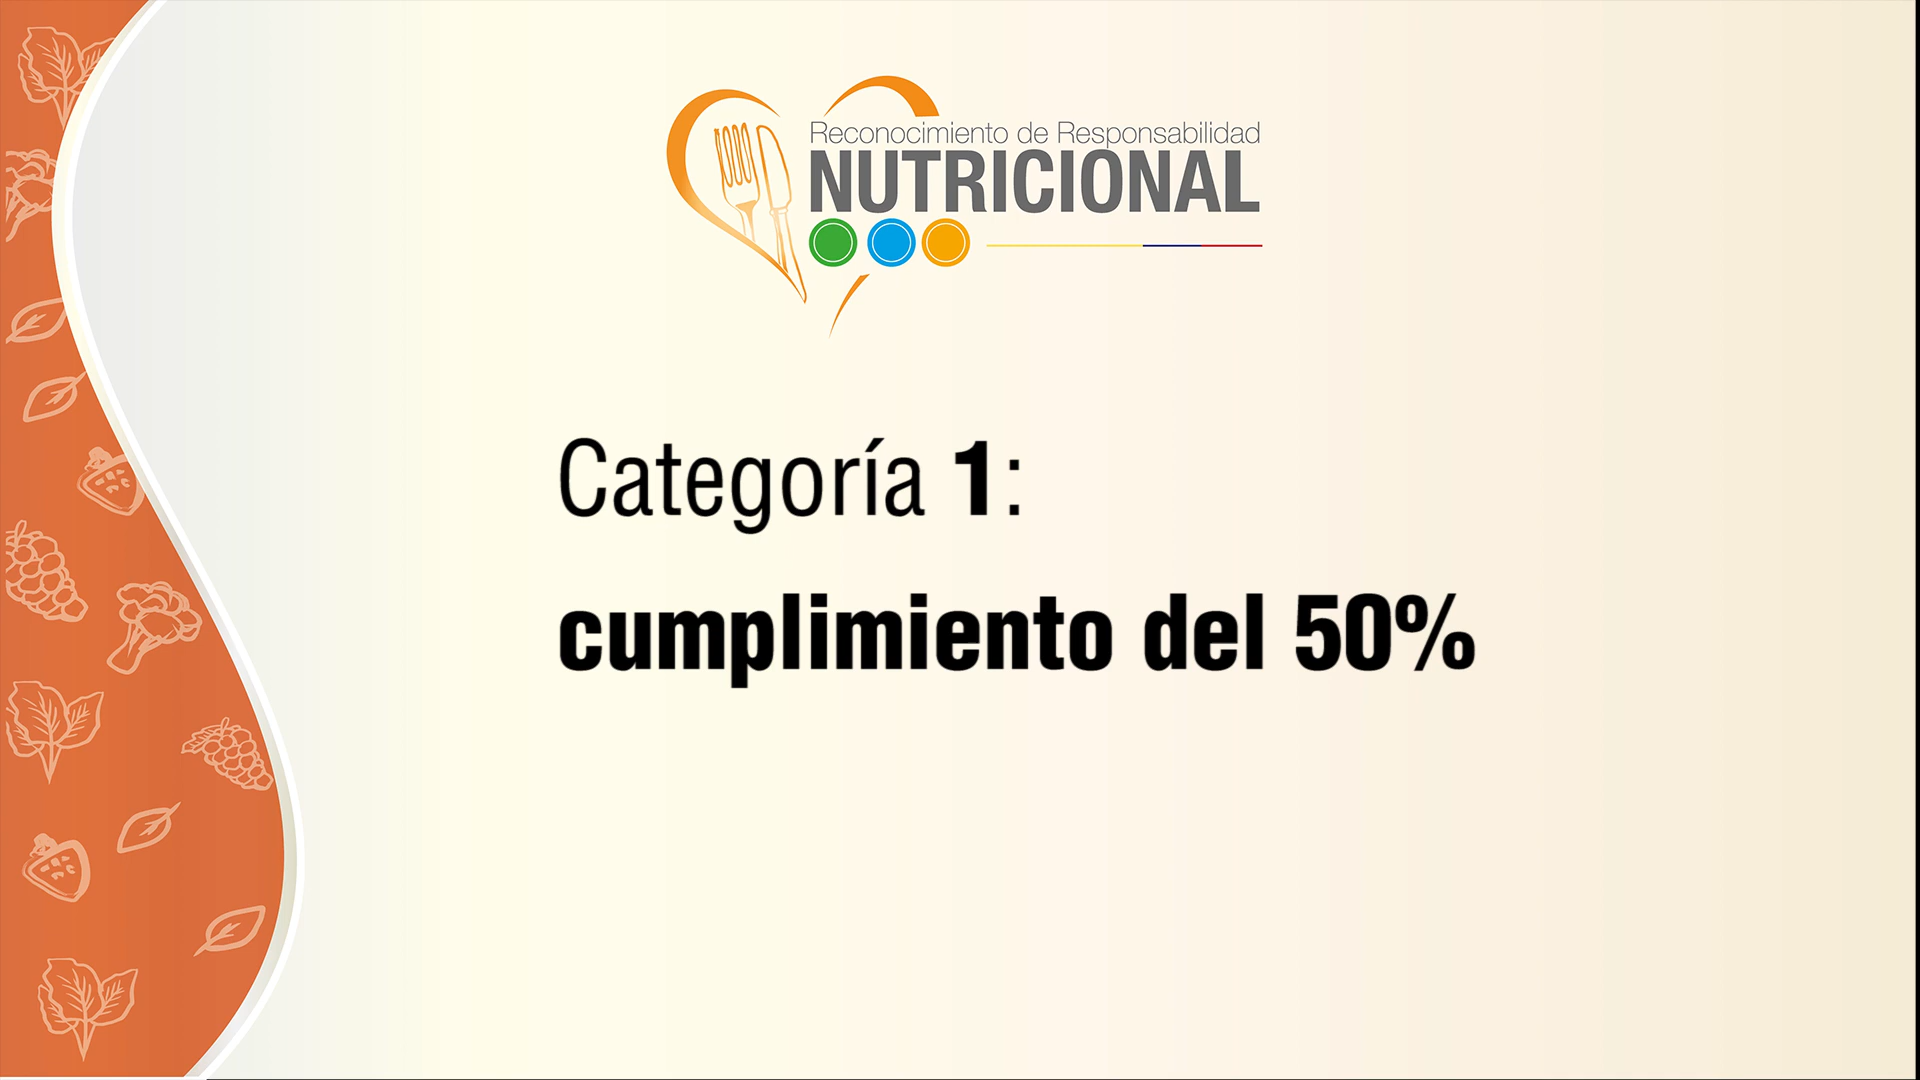 Reconocimiento de Responsabilidad
NUTRICIONAL
Categoría 1:
cumplimiento del 50%